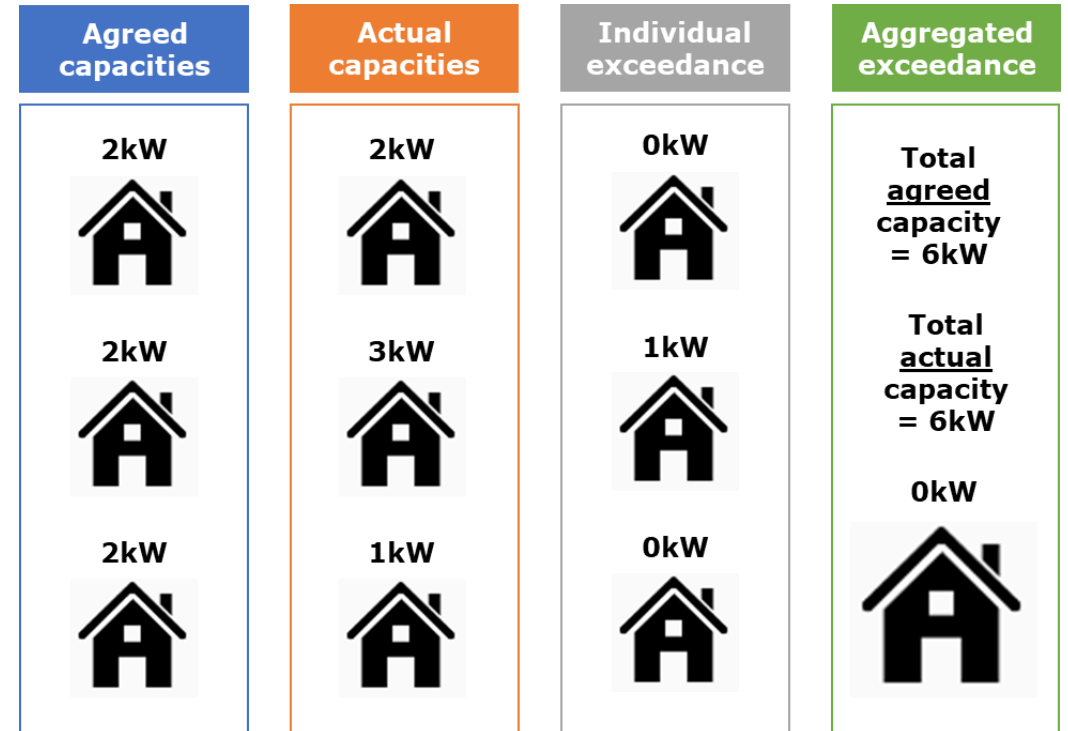 Agreed
capacities
2kW
2kW
2kW
Actual
capacities
2kW
3kW
1kW
Individual
exceedance
0kW
1kW
0kW
Aggregated
exceedance
Total
agreed
capacity
= 6kW
Total
actual
capacity
= 6kW
0kW